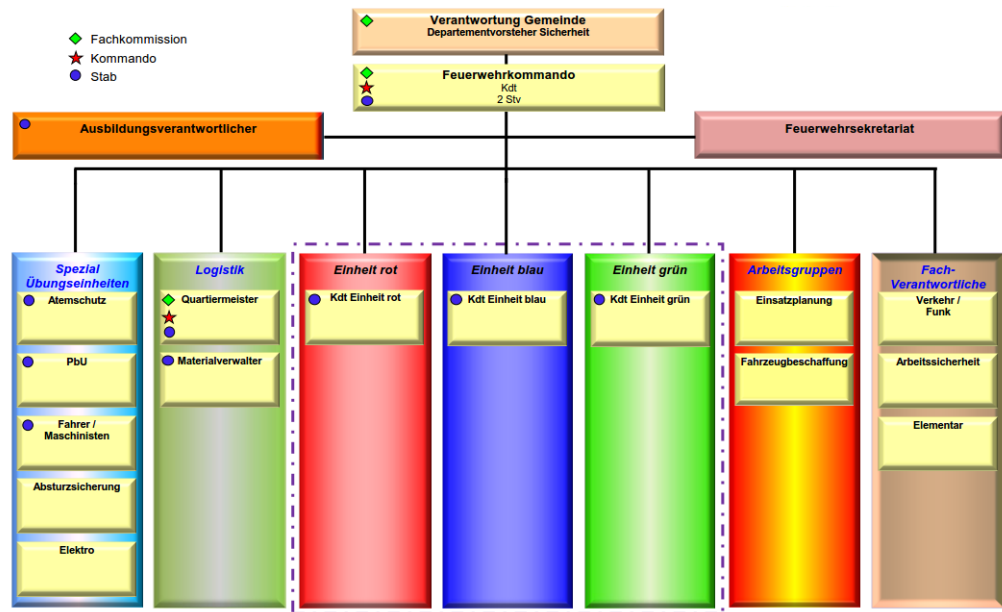 Verantwortung Gemeinde
Departementvorsteher Sicherheit
Fachkommission
Kommando
Stab
Feuerwehrkommando
Kdt
2 Stv
Ausbildungsverantwortlicher
Feuerwehrsekretariat
Spezial
Übungseinheiten
Atemschutz
PbU
Fahrer /
Maschinisten
Absturzsicherung
Elektro
Logistik
Quartiermeister
Materialverwalter
Einheit rot
Kdt Einheit rot
Einheit blau
Kdt Einheit blau
Einheit grün
Kdt Einheit grün
Arbeitsgruppen
Einsatzplanung
Fahrzeugbeschaffung
Fach-
Verantwortliche
Verkehr /
Funk
Arbeitssicherheit
Elementar